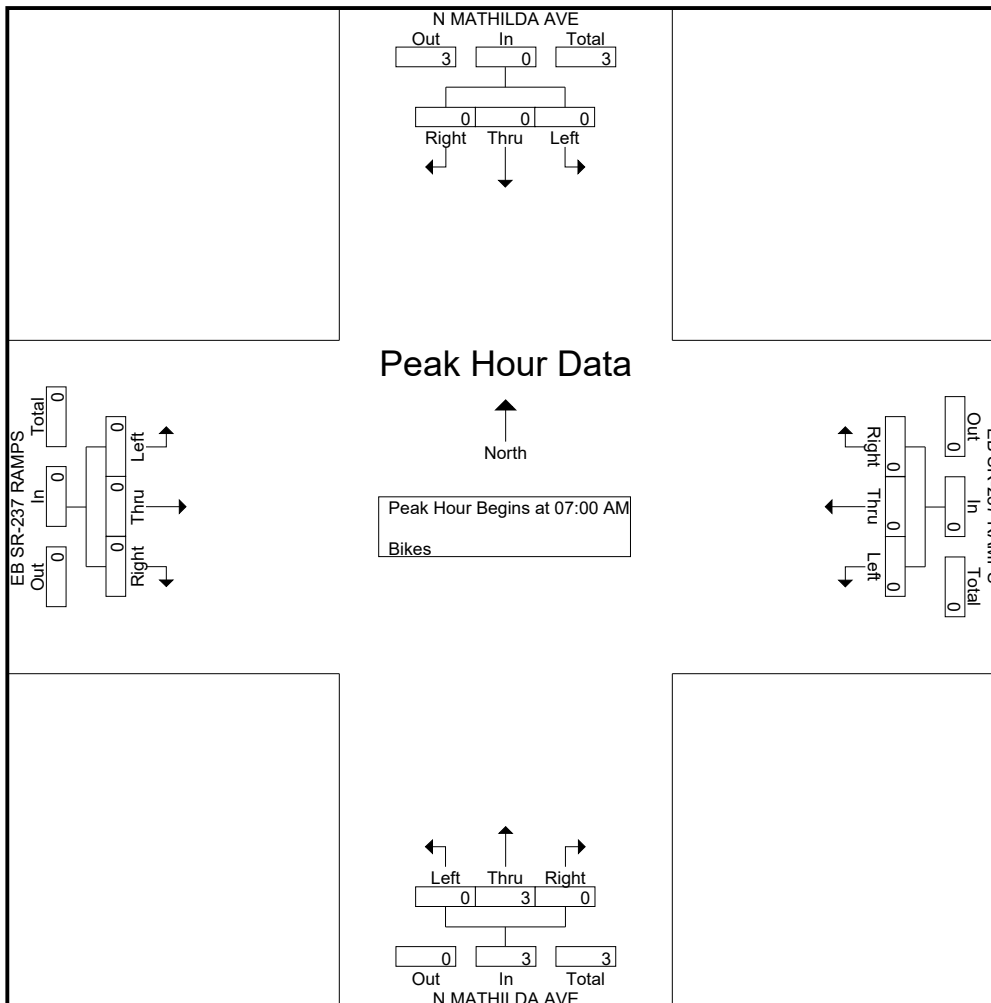 N MATHILDA AVE
Out In Total
3 0 3
0 0 0
Right Thru Left
Peak Hour Data
North
Peak Hour Begins at 07:00 AM
Bikes
EB SR-237 RAMPS
Out In Total
0 0 0
0 0 0
Right Thru Left
Out In Total
0 0 0
0 0 0
Right Thru Left
Left Thru Right
0 3 0
0 3 3
Out In Total
N MATHILDA AVE